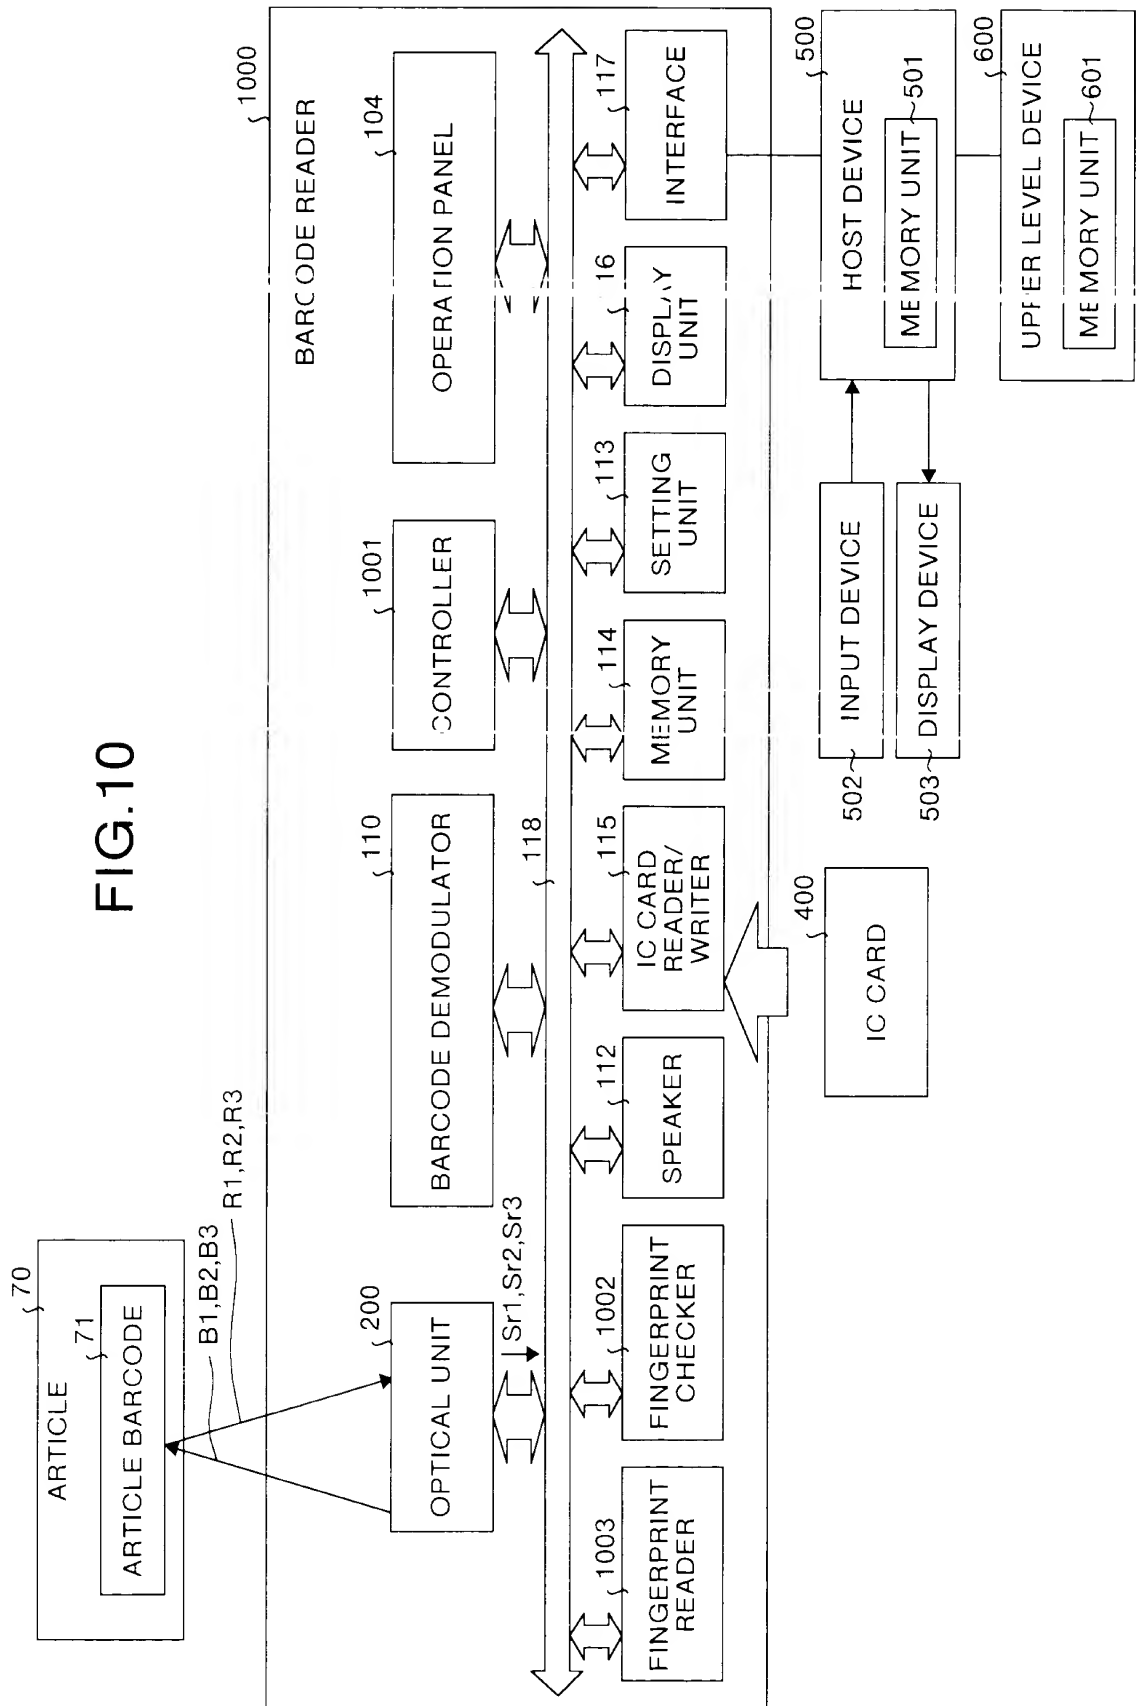 FIG.10
ARTICLE
70
ARTICLE BARCODE
71
B1,B2,B3
R1,R2,R3
1000
BARCODE READER
OPTICAL UNIT
200
Sr1,Sr2,Sr3
BARCODE DEMODULATOR
110
CONTROLLER
1001
OPERATION PANEL
104
118
FINGERPRINT
READER
1003
FINGERPRINT
CHECKER
1002
SPEAKER
112
IC CARD
READER/
WRITER
115
MEMORY
UNIT
114
SETTING
UNIT
113
DISPLAY
UNIT
16
INTERFACE
117
IC CARD
400
502
INPUT DEVICE
503
DISPLAY DEVICE
HOST DEVICE
500
MEMORY UNIT
501
UPPER LEVEL DEVICE
600
MEMORY UNIT
601